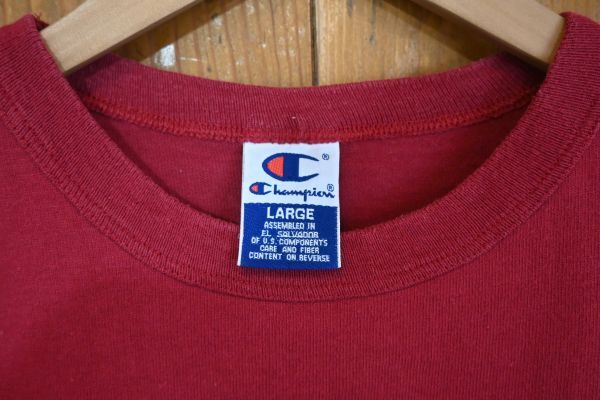 ®
Champion®
LARGE
ASSEMBLED IN
EL SALVADOR
OF U.S. COMPONENTS
CARE AND FIBER
CONTENT ON REVERSE